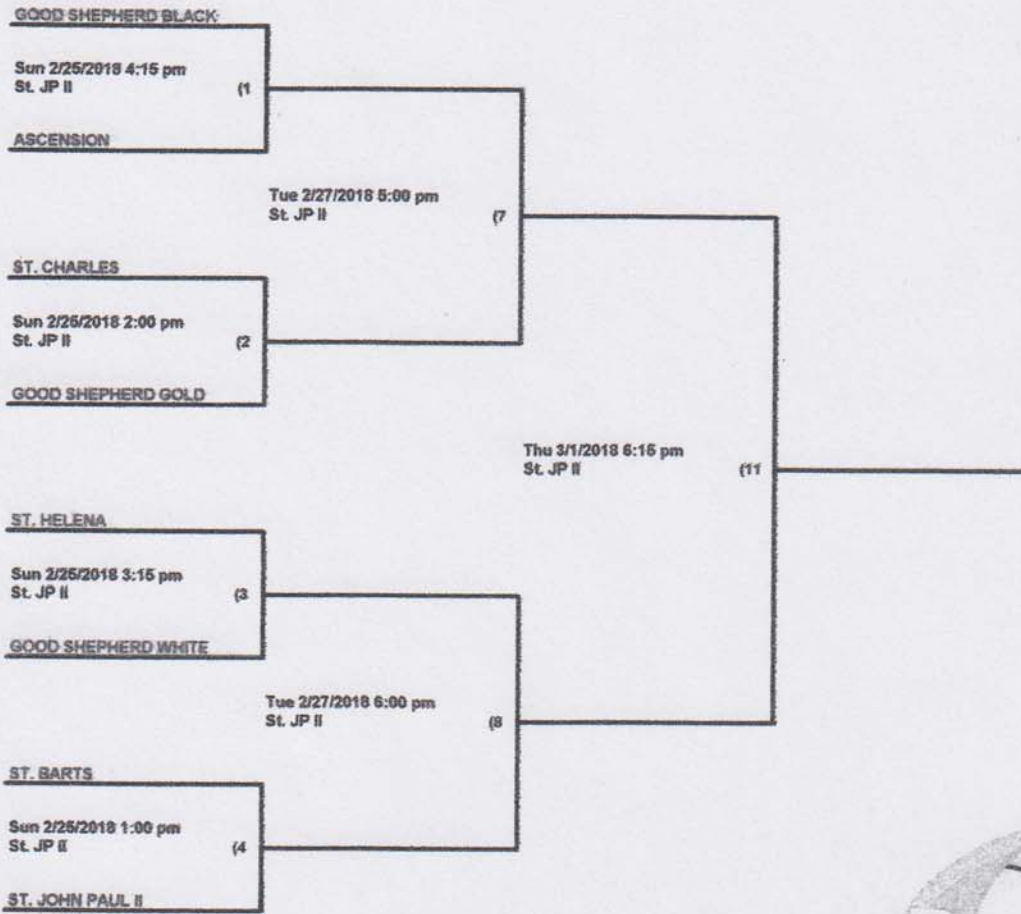 GOOD SHEPHERD BLACK
Sun 2/25/2018 4:15 pm
St. JP II
(1
ASCENSION
Tue 2/27/2018 5:00 pm
St. JP II
(7
ST. CHARLES
Sun 2/25/2018 2:00 pm
St. JP II
(2
GOOD SHEPHERD GOLD
Thu 3/1/2018 6:15 pm
St. JP II
(11
ST. HELENA
Sun 2/25/2018 3:15 pm
St. JP II
(3
GOOD SHEPHERD WHITE
Tue 2/27/2018 6:00 pm
St. JP II
(8
ST. BARTS
Sun 2/25/2018 1:00 pm
St. JP II
(4
ST. JOHN PAUL II